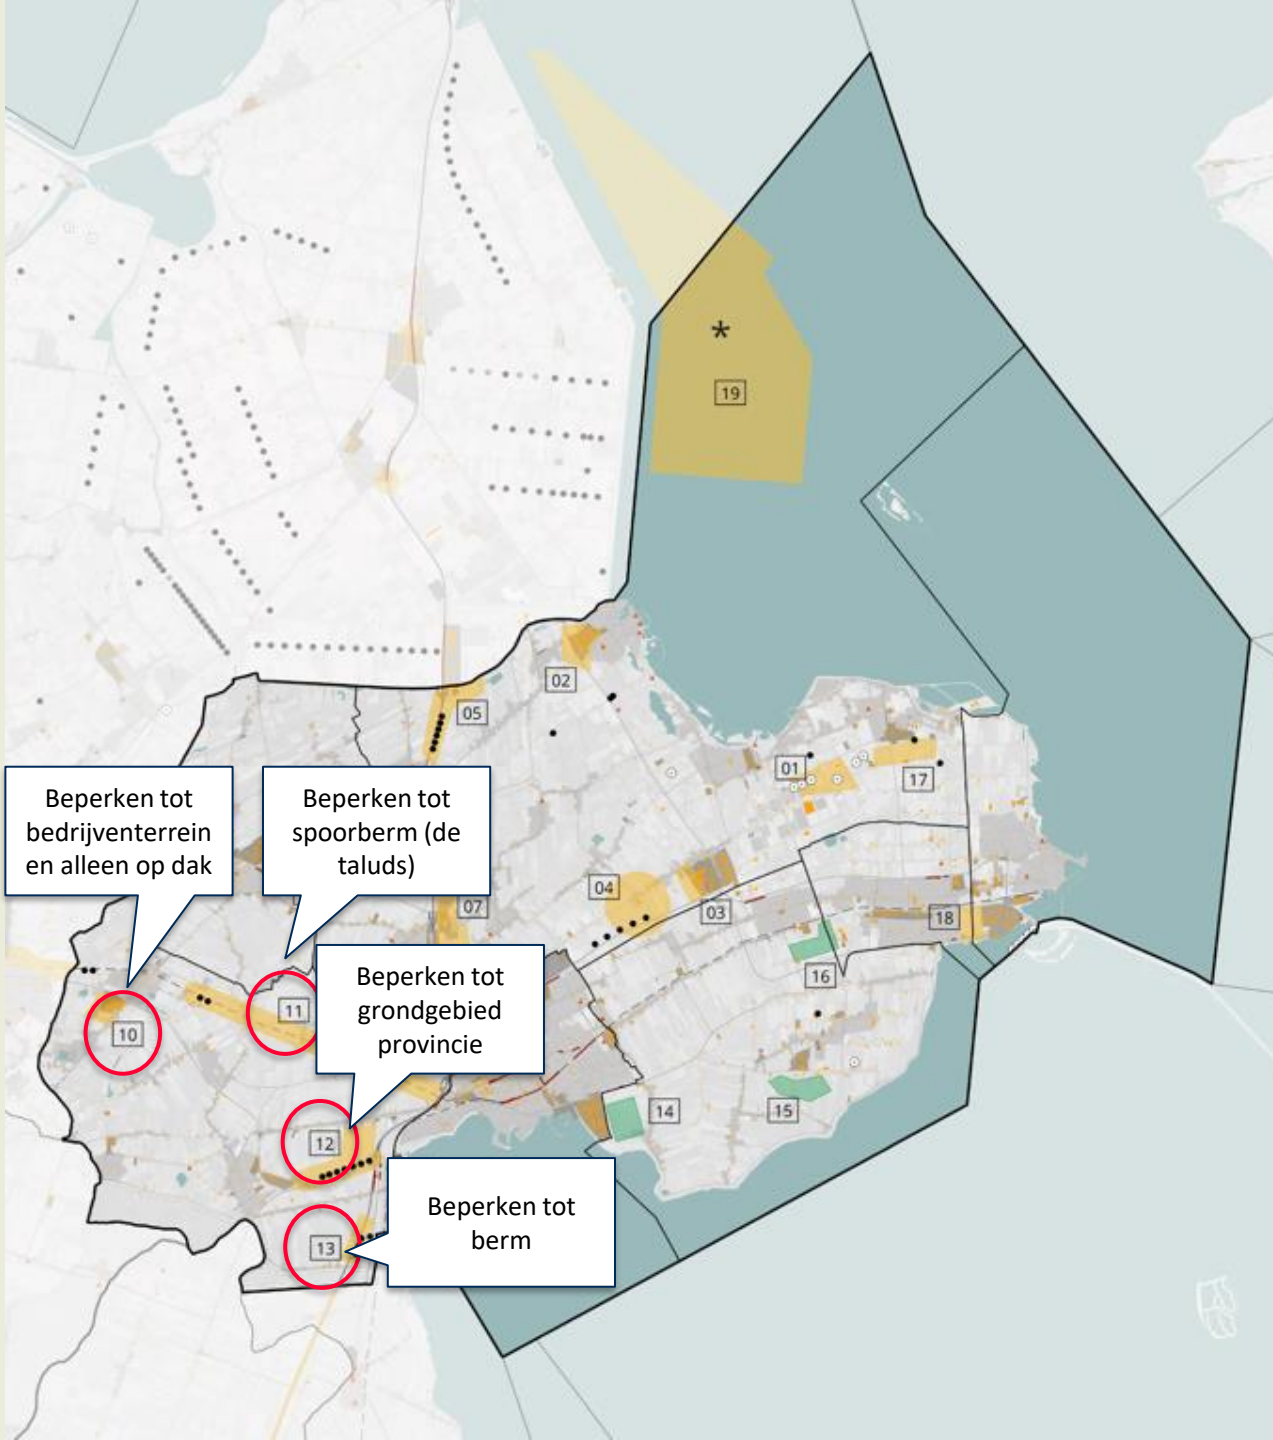 *
19
02
05
01
17
Beperken tot
bedrijventerrein
en alleen op dak
Beperken tot
spoorberm (de
taluds)
04
07
03
18
Beperken tot
grondgebied
provincie
16
11
10
14
15
12
Beperken tot
berm
13